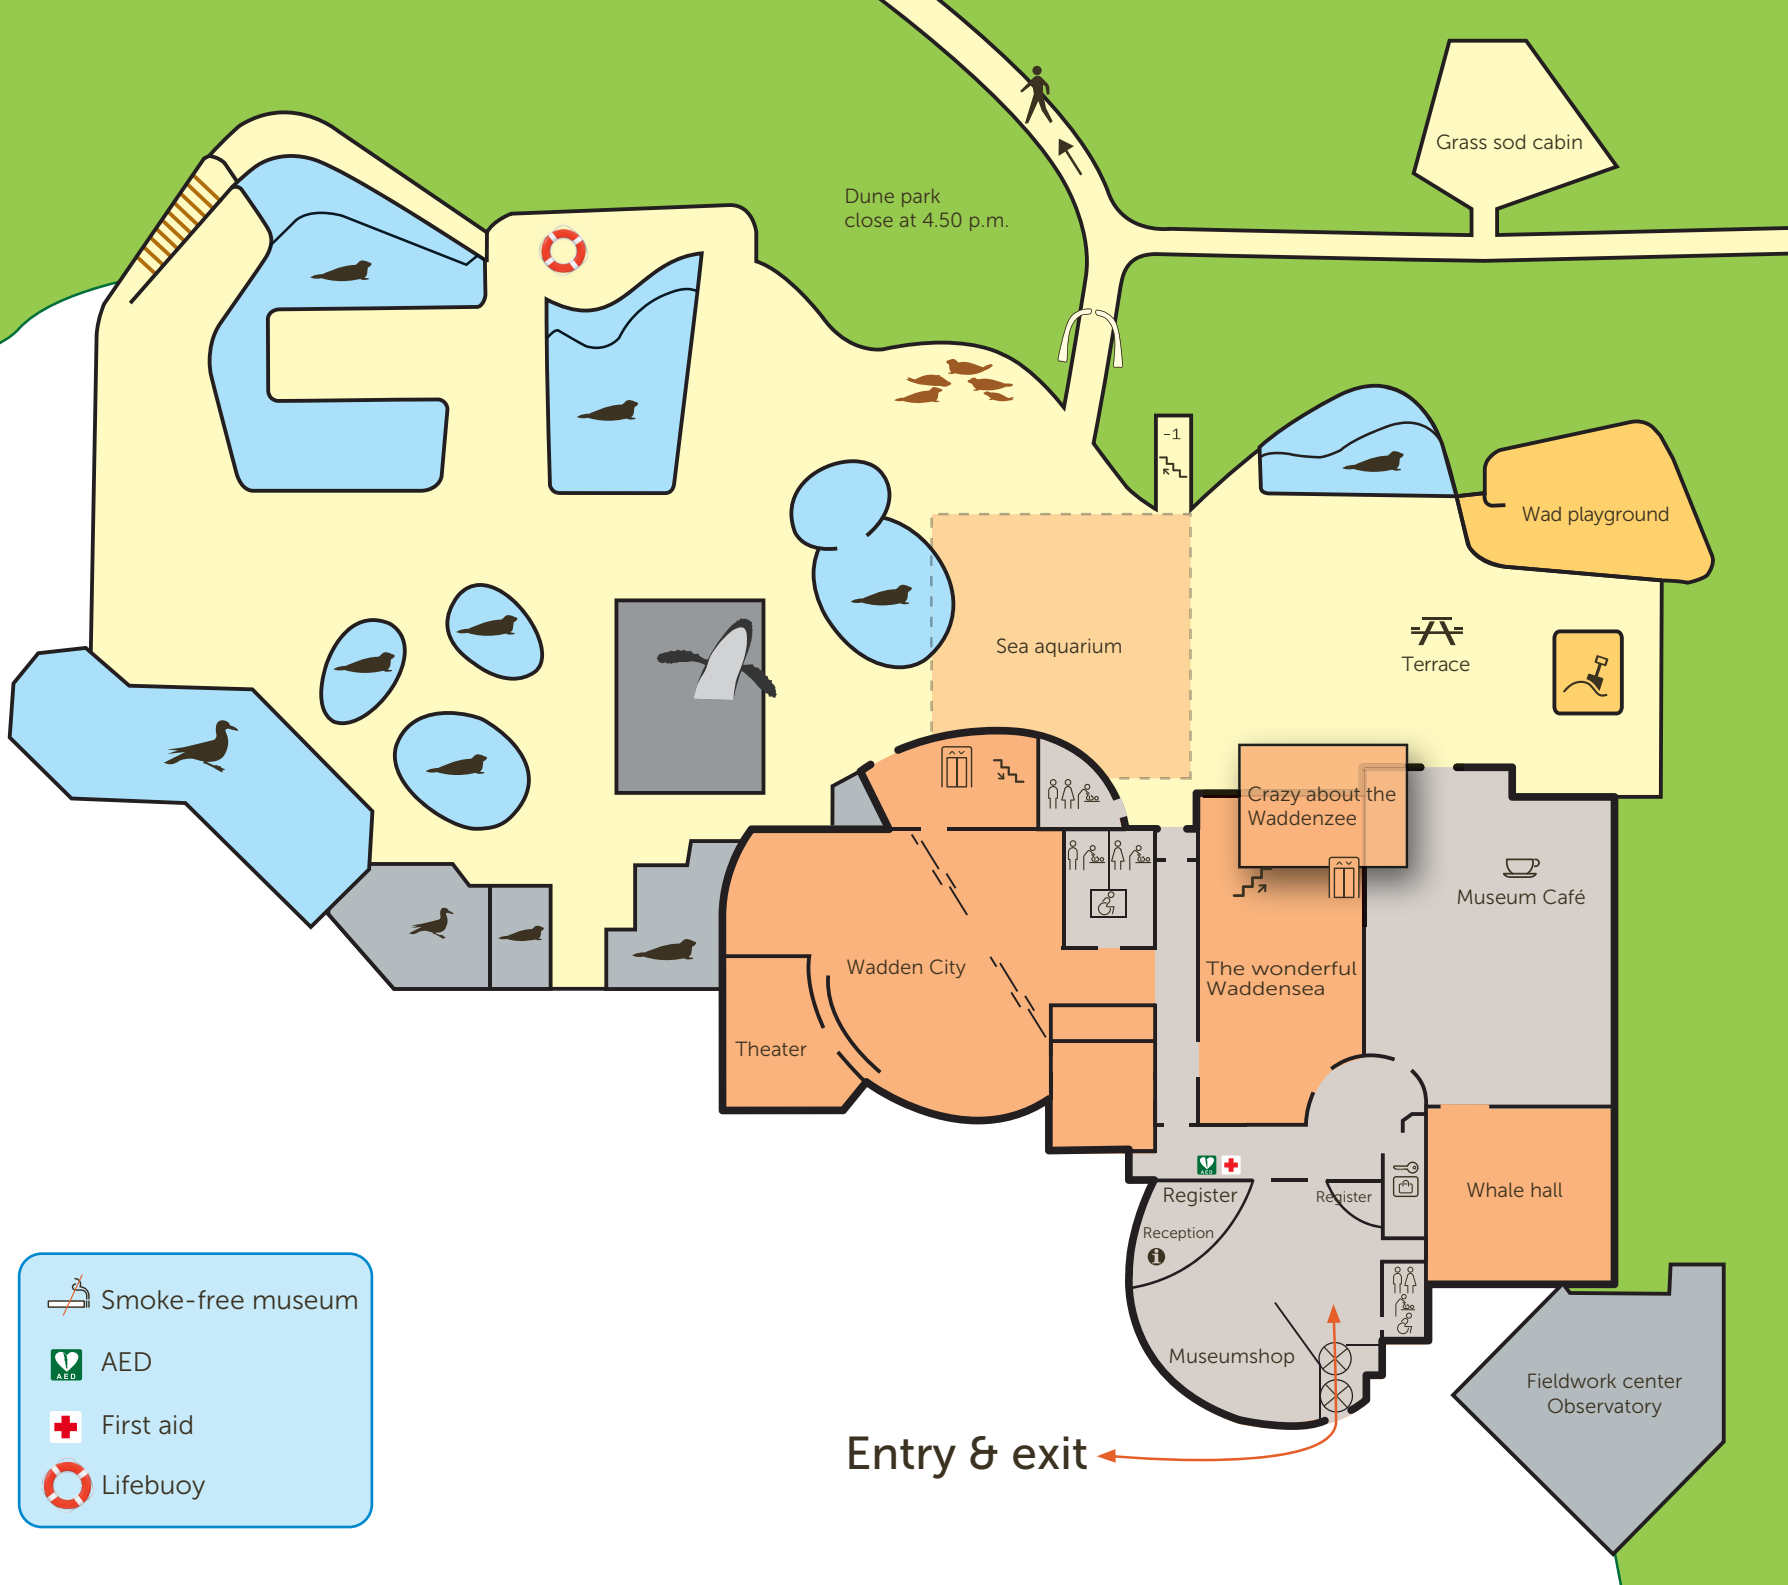 Grass sod cabin
Dune park
close at 4.50 p.m.
-1
Wad playground
Sea aquarium
Terrace
Crazy about the
Waddenzee
Museum Café
Wadden City
The wonderful
Waddensea
Theater
AED
Register
Register
Whale hall
Reception
i
Museumshop
Fieldwork center
Observatory
Entry & exit
Smoke-free museum
AED
AED
First aid
Lifebuoy